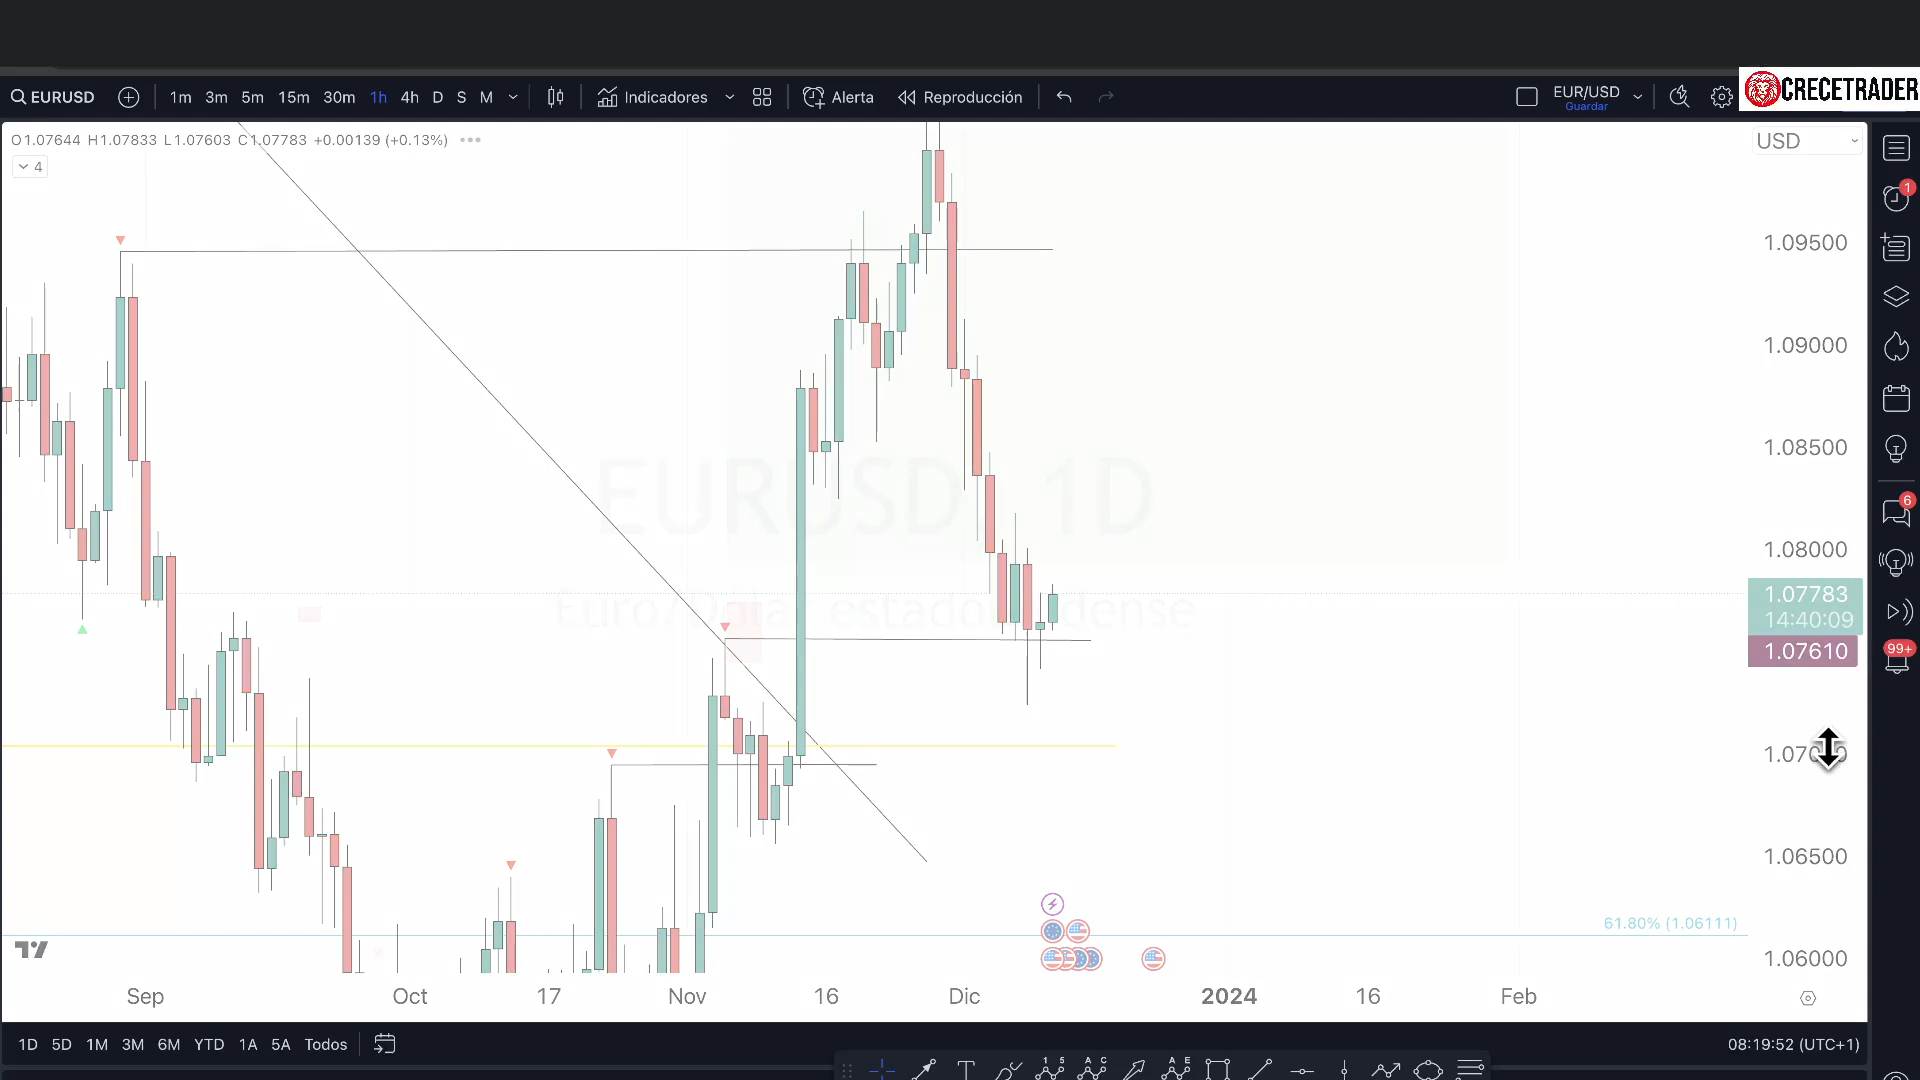 EURUSD 1m 3m 5m 15m 30m 1h 4h D S M Indicadores Alerta Reproducción EUR/USD CRECETRADER
Guardar
O1.07644 H1.07833 L1.07603 C1.07783 +0.00139 (+0.13%)
USD
4
1
1.09500
1.09000
1.08500
EURUSD 1D
6
1.08000
1.07783
14:40:09
1.07610
99+
1.06500
61.80% (1.06111)
1.06000
Sep Oct 17 Nov 16 Dic 2024 16 Feb
1D 5D 1M 3M 6M YTD 1A 5A Todos 08:19:52 (UTC+1)